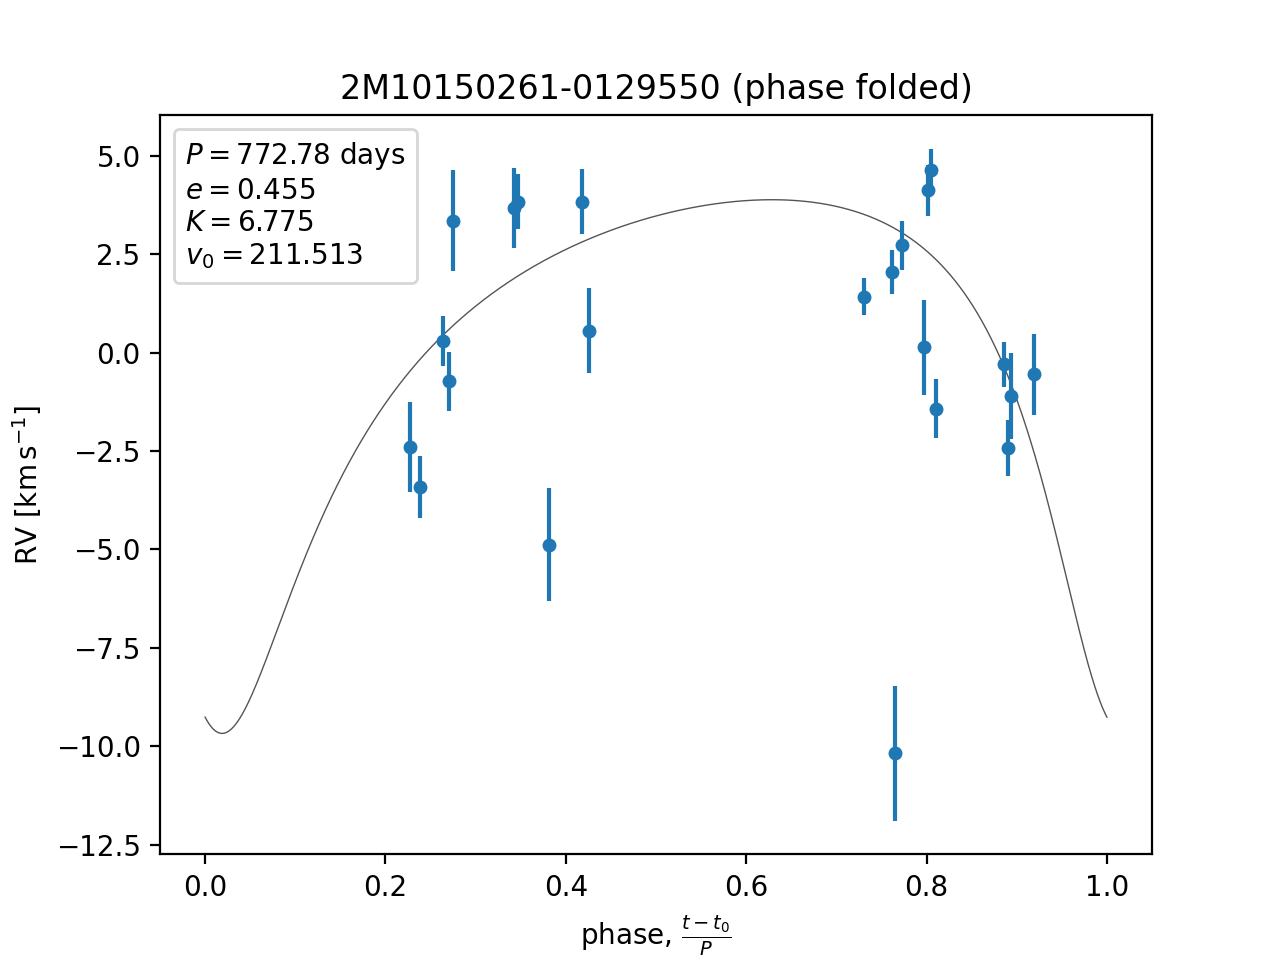 2M10150261-0129550 (phase folded)
P = 772.78 days
e = 0.455
K = 6.775
v₀ = 211.513
5.0
2.5
0.0
−2.5
−5.0
−7.5
−10.0
−12.5
RV [km s⁻¹]
0.0 0.2 0.4 0.6 0.8 1.0
phase, (t − t₀)/P